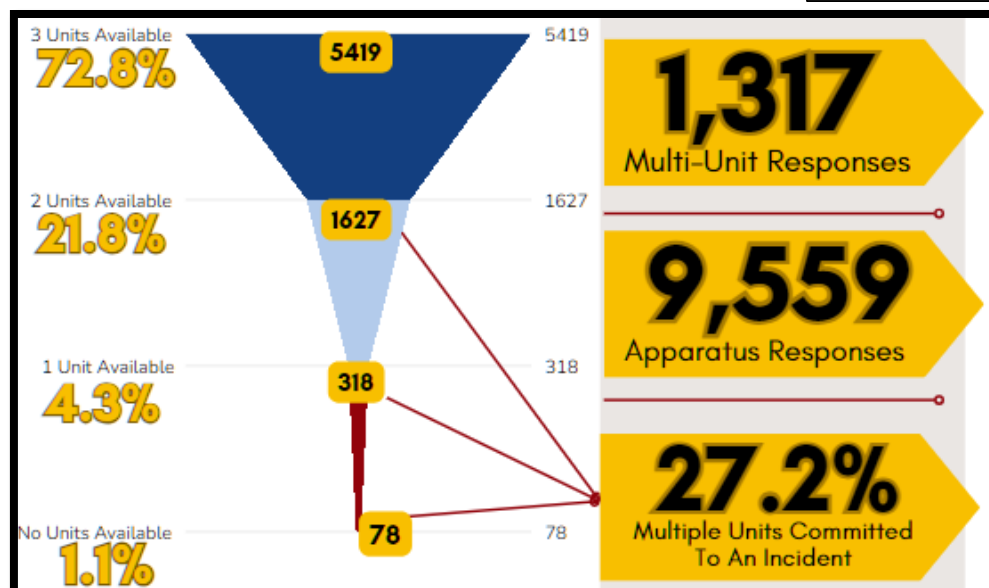 3 Units Available
72.8%
5419
5419
2 Units Available
21.8%
1627
1627
1 Unit Available
4.3%
318
318
No Units Available
1.1%
78
78
1,317
Multi-Unit Responses
9,559
Apparatus Responses
27.2%
Multiple Units Committed
To An Incident